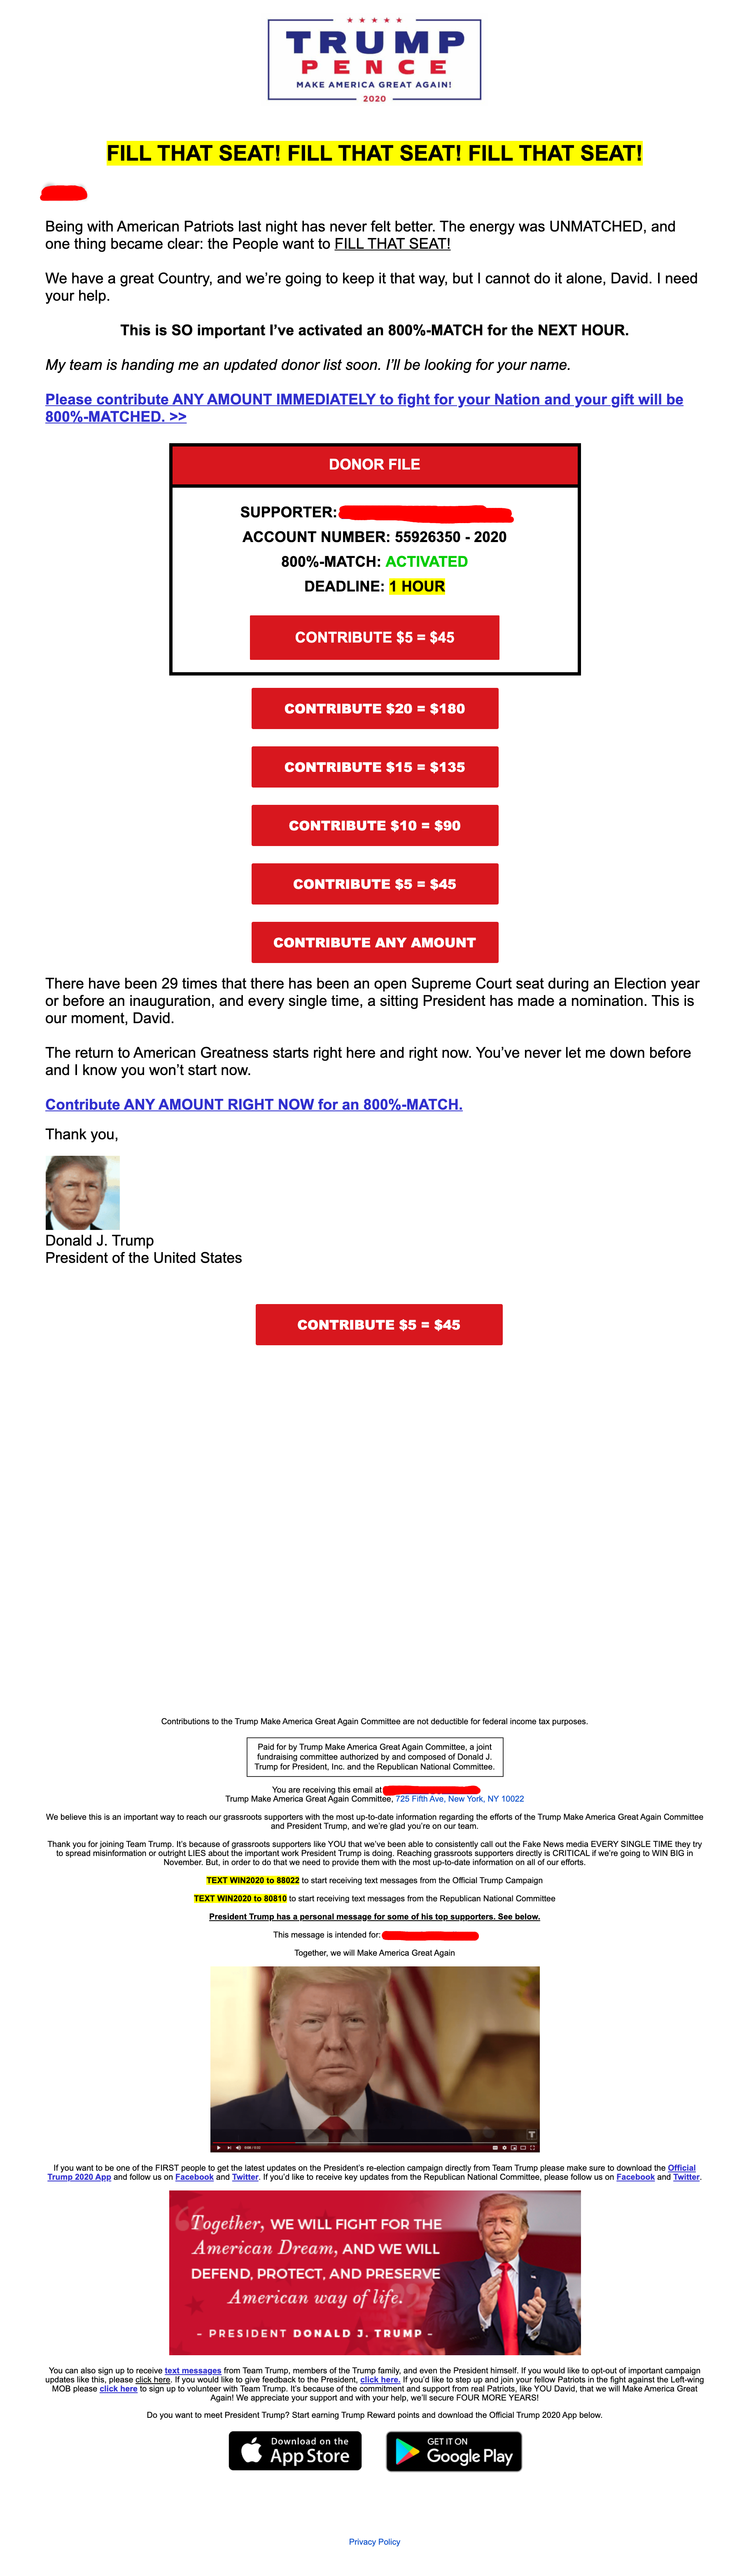 TRUMP
PENCE
MAKE AMERICA GREAT AGAIN!
2020
FILL THAT SEAT! FILL THAT SEAT! FILL THAT SEAT!
Being with American Patriots last night has never felt better. The energy was UNMATCHED, and
one thing became clear: the People want to FILL THAT SEAT!
We have a great Country, and we’re going to keep it that way, but I cannot do it alone, David. I need
your help.
This is SO important I’ve activated an 800%-MATCH for the NEXT HOUR.
My team is handing me an updated donor list soon. I’ll be looking for your name.
Please contribute ANY AMOUNT IMMEDIATELY to fight for your Nation and your gift will be
800%-MATCHED. >>
DONOR FILE
SUPPORTER:
ACCOUNT NUMBER: 55926350 - 2020
800%-MATCH: ACTIVATED
DEADLINE: 1 HOUR
CONTRIBUTE $5 = $45
CONTRIBUTE $20 = $180
CONTRIBUTE $15 = $135
CONTRIBUTE $10 = $90
CONTRIBUTE $5 = $45
CONTRIBUTE ANY AMOUNT
There have been 29 times that there has been an open Supreme Court seat during an Election year
or before an inauguration, and every single time, a sitting President has made a nomination. This is
our moment, David.
The return to American Greatness starts right here and right now. You’ve never let me down before
and I know you won’t start now.
Contribute ANY AMOUNT RIGHT NOW for an 800%-MATCH.
Thank you,
Donald J. Trump
President of the United States
CONTRIBUTE $5 = $45
Contributions to the Trump Make America Great Again Committee are not deductible for federal income tax purposes.
Paid for by Trump Make America Great Again Committee, a joint
fundraising committee authorized by and composed of Donald J.
Trump for President, Inc. and the Republican National Committee.
You are receiving this email at
Trump Make America Great Again Committee, 725 Fifth Ave, New York, NY 10022
We believe this is an important way to reach our grassroots supporters with the most up-to-date information regarding the efforts of the Trump Make America Great Again Committee
and President Trump, and we’re glad you’re on our team.
Thank you for joining Team Trump. It’s because of grassroots supporters like YOU that we’ve been able to consistently call out the Fake News media EVERY SINGLE TIME they try
to spread misinformation or outright LIES about the important work President Trump is doing. Reaching grassroots supporters directly is CRITICAL if we’re going to WIN BIG in
November. But, in order to do that we need to provide them with the most up-to-date information on all of our efforts.
TEXT WIN2020 to 88022 to start receiving text messages from the Official Trump Campaign
TEXT WIN2020 to 80810 to start receiving text messages from the Republican National Committee
President Trump has a personal message for some of his top supporters. See below.
This message is intended for:
Together, we will Make America Great Again
If you want to be one of the FIRST people to get the latest updates on the President’s re-election campaign directly from Team Trump please make sure to download the Official
Trump 2020 App and follow us on Facebook and Twitter. If you’d like to receive key updates from the Republican National Committee, please follow us on Facebook and Twitter.
Together, WE WILL FIGHT FOR THE
American Dream, AND WE WILL
DEFEND, PROTECT, AND PRESERVE
American way of life.
- PRESIDENT DONALD J. TRUMP -
You can also sign up to receive text messages from Team Trump, members of the Trump family, and even the President himself. If you would like to opt-out of important campaign
updates like this, please click here. If you would like to give feedback to the President, click here. If you’d like to step up and join your fellow Patriots in the fight against the Left-wing
MOB please click here to sign up to volunteer with Team Trump. It’s because of the commitment and support from real Patriots, like YOU David, that we will Make America Great
Again! We appreciate your support and with your help, we’ll secure FOUR MORE YEARS!
Do you want to meet President Trump? Start earning Trump Reward points and download the Official Trump 2020 App below.
Download on the
App Store
GET IT ON
Google Play
Privacy Policy